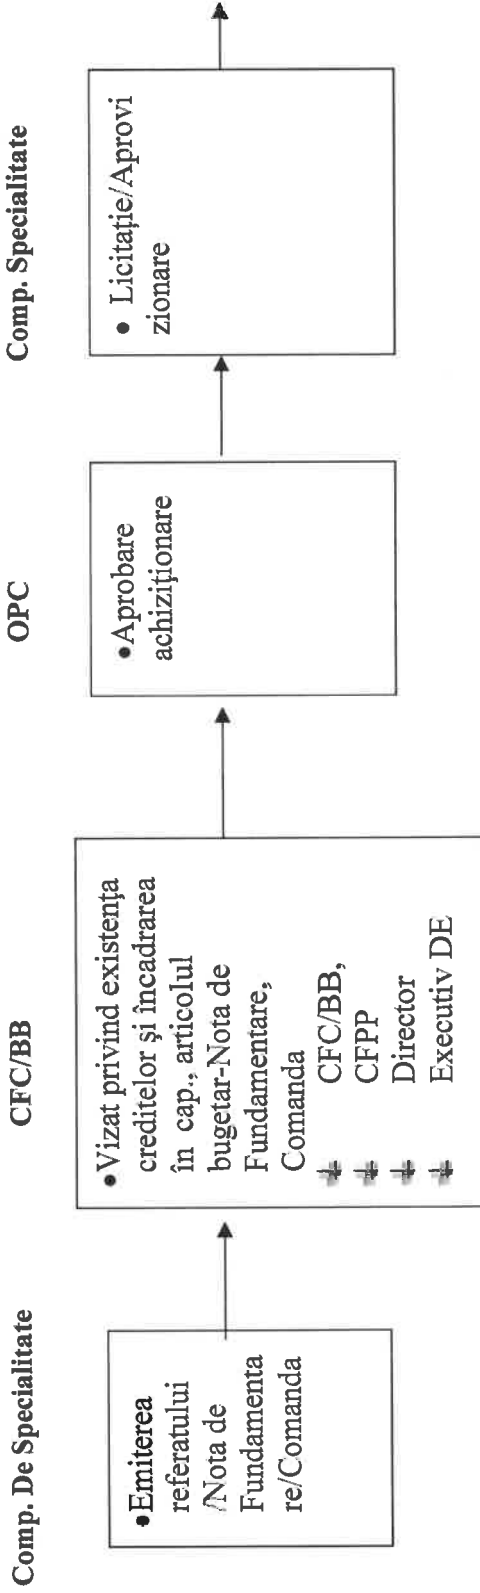 Comp. De Specialitate
•Emiterea
referatului
/Nota de
Fundamenta
re/Comanda
CFC/BB
•Vizat privind existența
creditelor și încadrarea
în cap., articolul
bugetar-Nota de
Fundamentare,
Comanda
CFC/BB,
CFPP
Director
Executiv DE
OPC
•Aprobare
achiziţionare
Comp. Specialitate
• Licitaţie/Aprovi
zionare